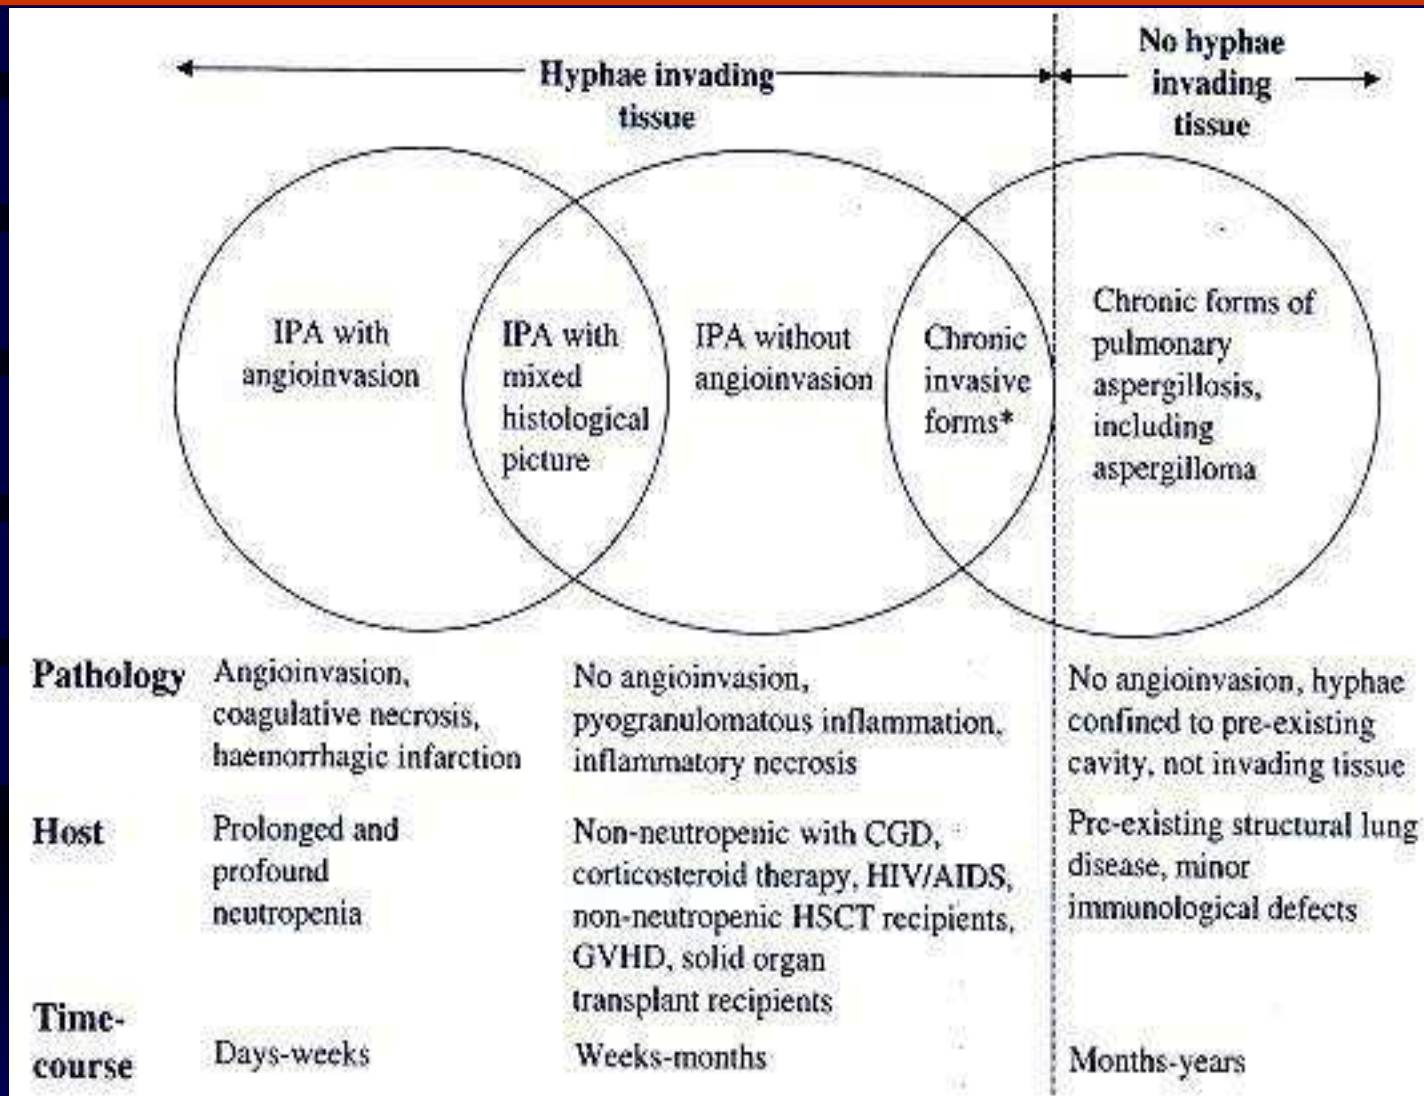 Hyphae invading
tissue
No hyphae
invading
tissue
IPA with
angioinvasion
IPA with
mixed
histological
picture
IPA without
angioinvasion
Chronic
invasive
forms*
Chronic forms of
pulmonary
aspergillosis,
including
aspergilloma
Pathology
Angioinvasion,
coagulative necrosis,
haemorrhagic infarction
No angioinvasion,
pyogranulomatous inflammation,
inflammatory necrosis
No angioinvasion, hyphae
confined to pre-existing
cavity, not invading tissue
Host
Prolonged and
profound
neutropenia
Non-neutropenic with CGD,
corticosteroid therapy, HIV/AIDS,
non-neutropenic HSCT recipients,
GVHD, solid organ
transplant recipients
Pre-existing structural lung
disease, minor
immunological defects
Time-
course
Days-weeks
Weeks-months
Months-years